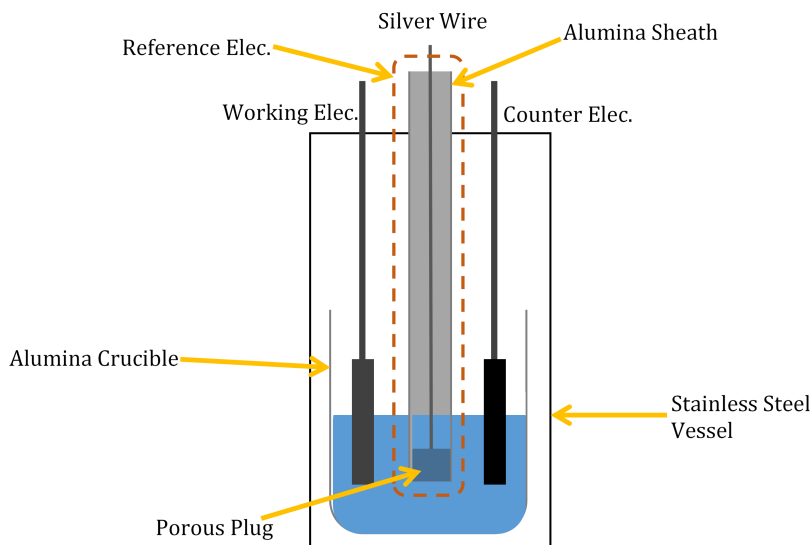 Silver Wire
Reference Elec.
Alumina Sheath
Working Elec.
Counter Elec.
Alumina Crucible
Stainless Steel
Vessel
Porous Plug